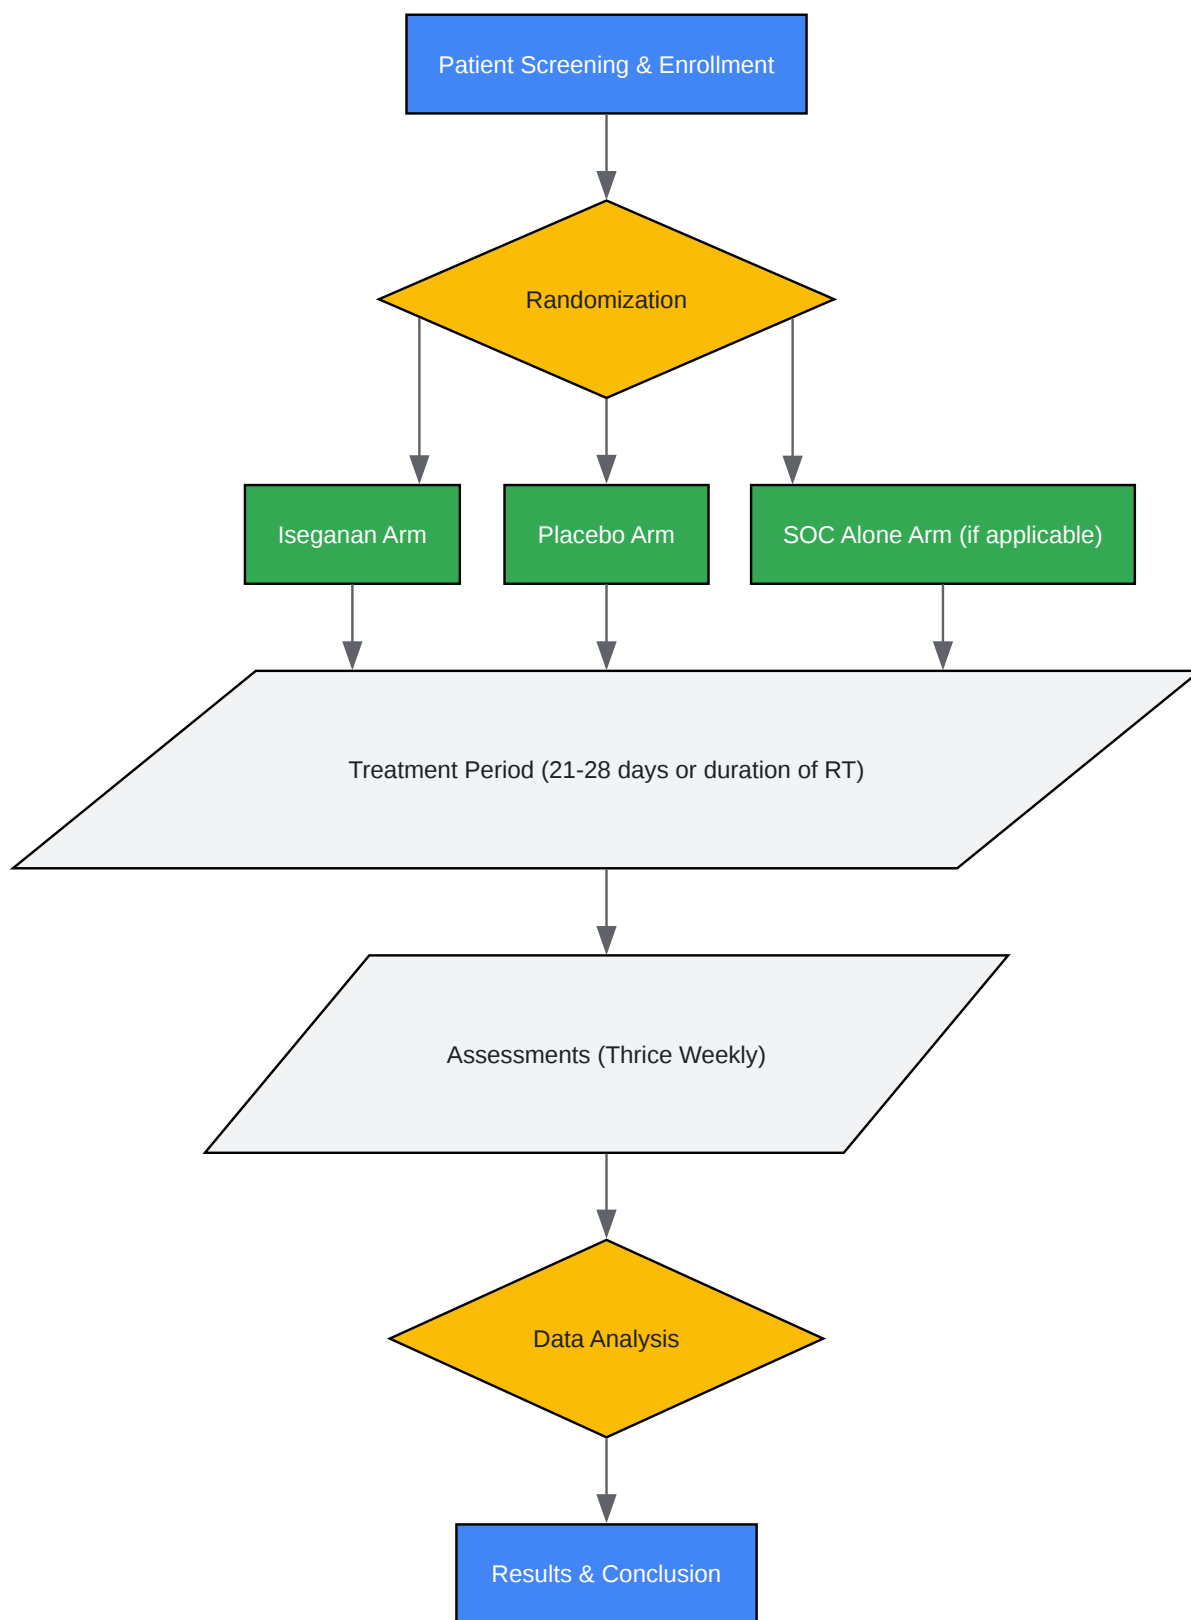 Patient Screening & Enrollment
Randomization
Iseganan Arm
Placebo Arm
SOC Alone Arm (if applicable)
Treatment Period (21-28 days or duration of RT)
Assessments (Thrice Weekly)
Data Analysis
Results & Conclusion